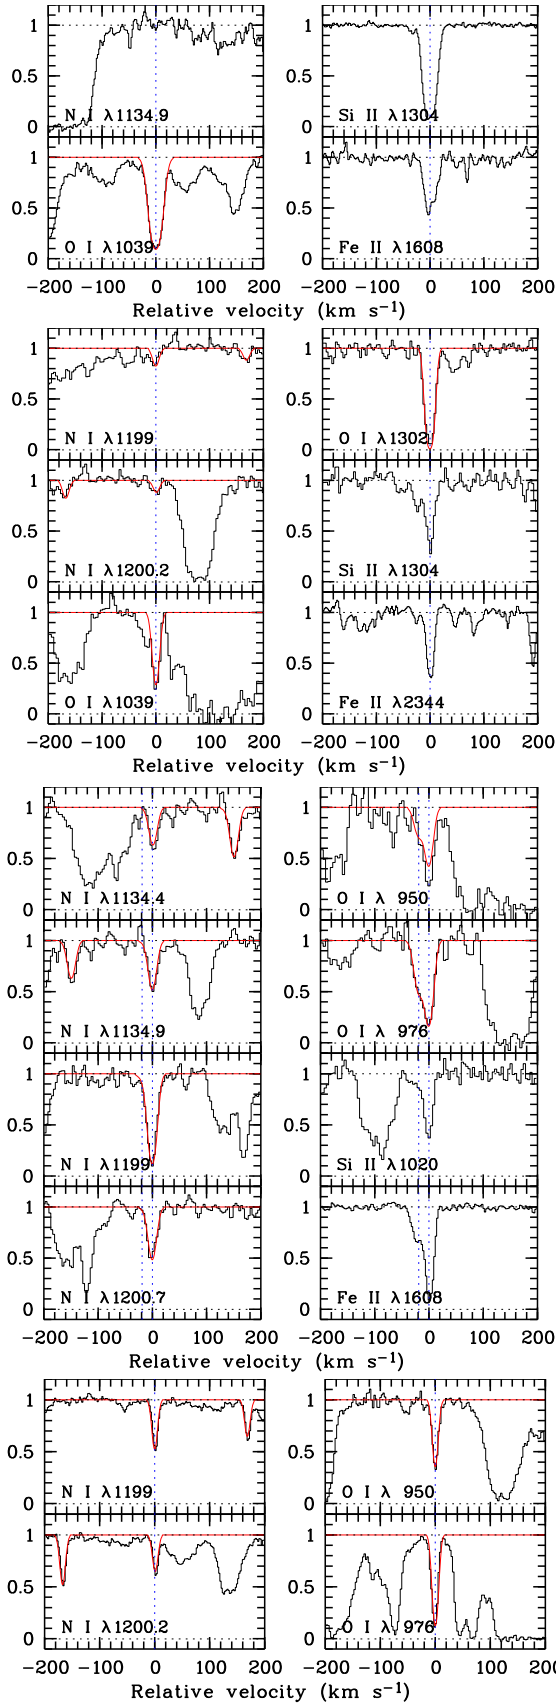 1
0.5
0
N I λ1134.9
Si II λ1304
1
0.5
0
O I λ1039
Fe II λ1608
−200 −100 0 100 200
−200 −100 0 100 200
Relative velocity (km s⁻¹)
1
0.5
0
N I λ1199
O I λ1302
1
0.5
0
N I λ1200.2
Si II λ1304
1
0.5
0
O I λ1039
Fe II λ2344
−200 −100 0 100 200
−200 −100 0 100 200
Relative velocity (km s⁻¹)
1
0.5
0
N I λ1134.4
O I λ 950
1
0.5
0
N I λ1134.9
O I λ 976
1
0.5
0
N I λ1199
Si II λ1020
1
0.5
0
N I λ1200.7
Fe II λ1608
−200 −100 0 100 200
−200 −100 0 100 200
Relative velocity (km s⁻¹)
1
0.5
0
N I λ1199
O I λ 950
1
0.5
0
N I λ1200.2
O I λ 976
−200 −100 0 100 200
−200 −100 0 100 200
Relative velocity (km s⁻¹)